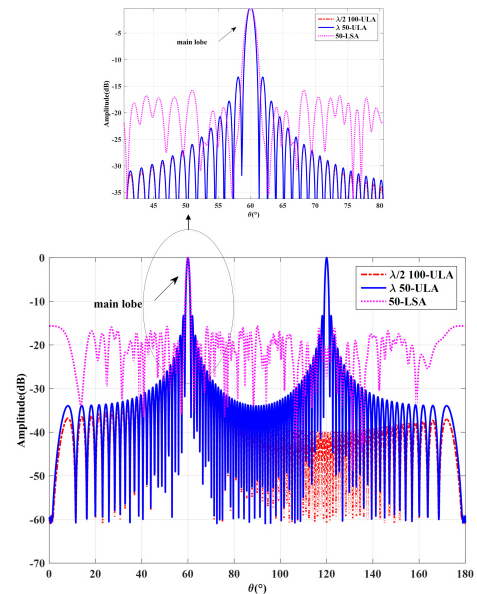 λ/2 100-ULA
λ 50-ULA
50-LSA
main lobe
Amplitude(dB)
-5
-10
-15
-20
-25
-30
-35
45 50 55 60 65 70 75 80
θ(°)
λ/2 100-ULA
λ 50-ULA
50-LSA
main lobe
Amplitude(dB)
0
-10
-20
-30
-40
-50
-60
-70
0 20 40 60 80 100 120 140 160 180
θ(°)